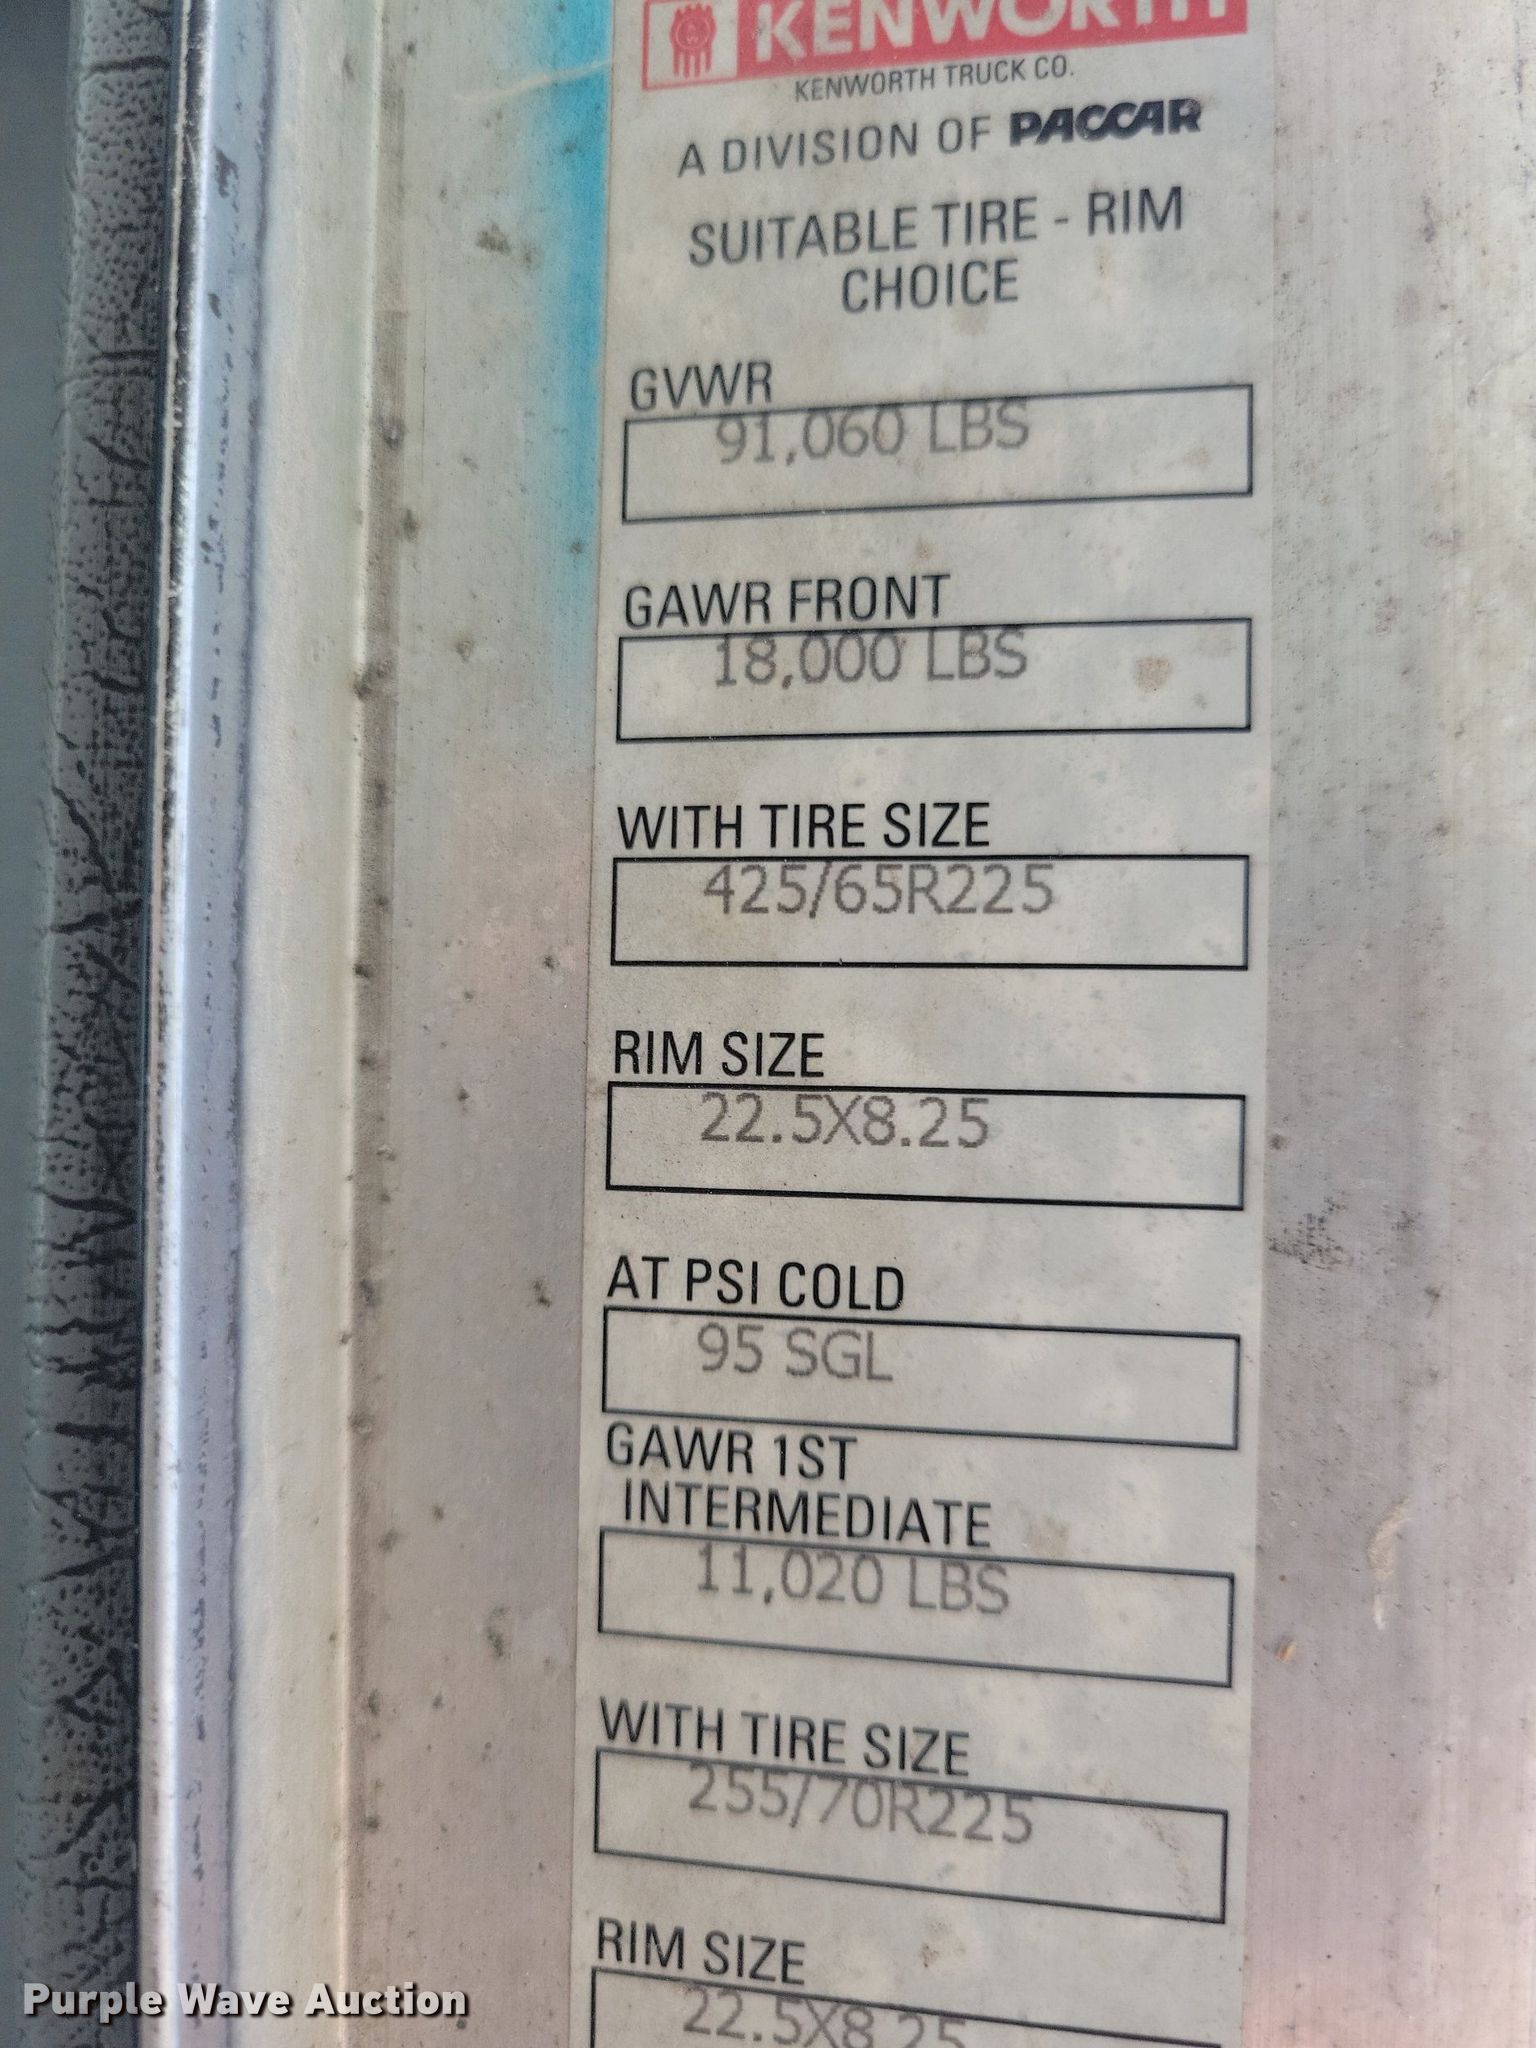 KENWORTH
KENWORTH TRUCK CO.
A DIVISION OF PACCAR
SUITABLE TIRE - RIM
CHOICE
GVWR
91,060 LBS
GAWR FRONT
18,000 LBS
WITH TIRE SIZE
425/65R225
RIM SIZE
22.5X8.25
AT PSI COLD
95 SGL
GAWR 1ST
INTERMEDIATE
11,020 LBS
WITH TIRE SIZE
255/70R225
RIM SIZE
22.5X8.25
Purple Wave Auction